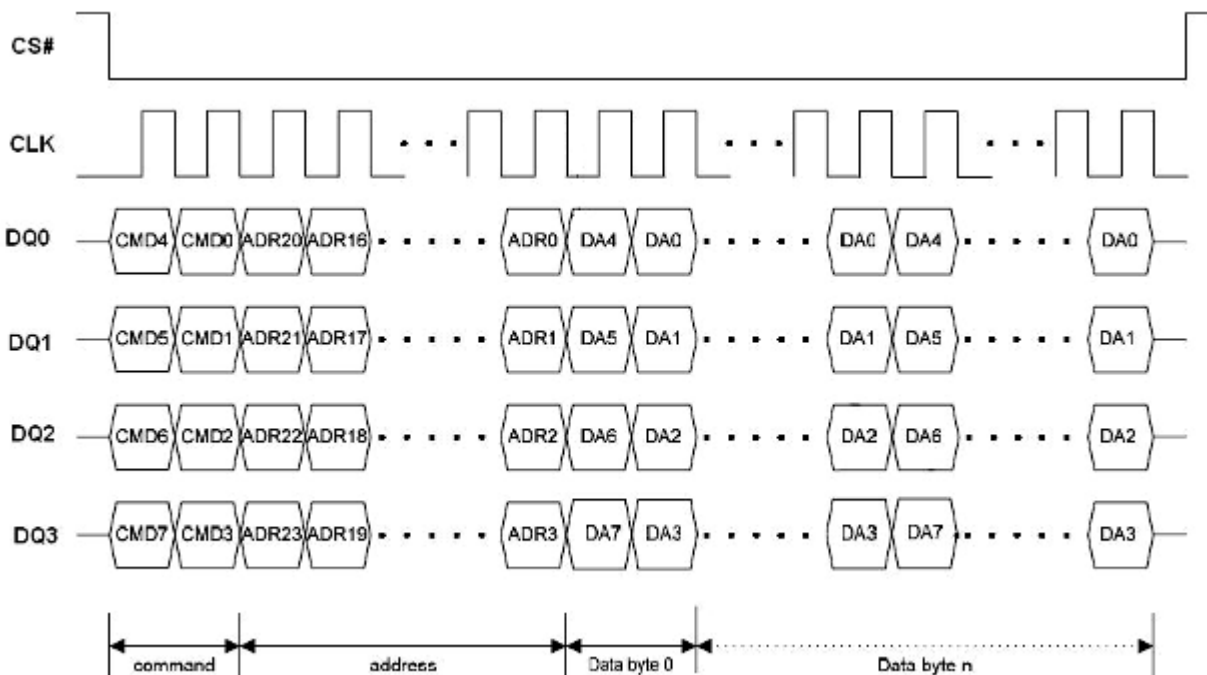 CS#
CLK
DQ0 CMD4 CMD0 ADR20 ADR16 ADR0 DA4 DA0 DA0 DA4 DA0
DQ1 CMD5 CMD1 ADR21 ADR17 ADR1 DA5 DA1 DA1 DA5 DA1
DQ2 CMD6 CMD2 ADR22 ADR18 ADR2 DA6 DA2 DA2 DA6 DA2
DQ3 CMD7 CMD3 ADR23 ADR19 ADR3 DA7 DA3 DA3 DA7 DA3
command address Data byte 0 Data byte n